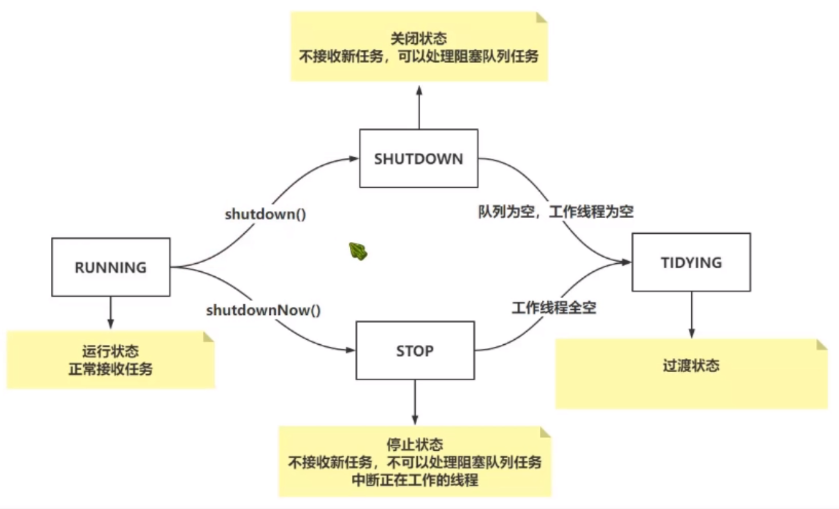 关闭状态
不接收新任务，可以处理阻塞队列任务
SHUTDOWN
shutdown()
队列为空，工作线程为空
RUNNING
TIDYING
shutdownNow()
工作线程全空
运行状态
正常接收任务
STOP
过渡状态
停止状态
不接收新任务，不可以处理阻塞队列任务
中断正在工作的线程